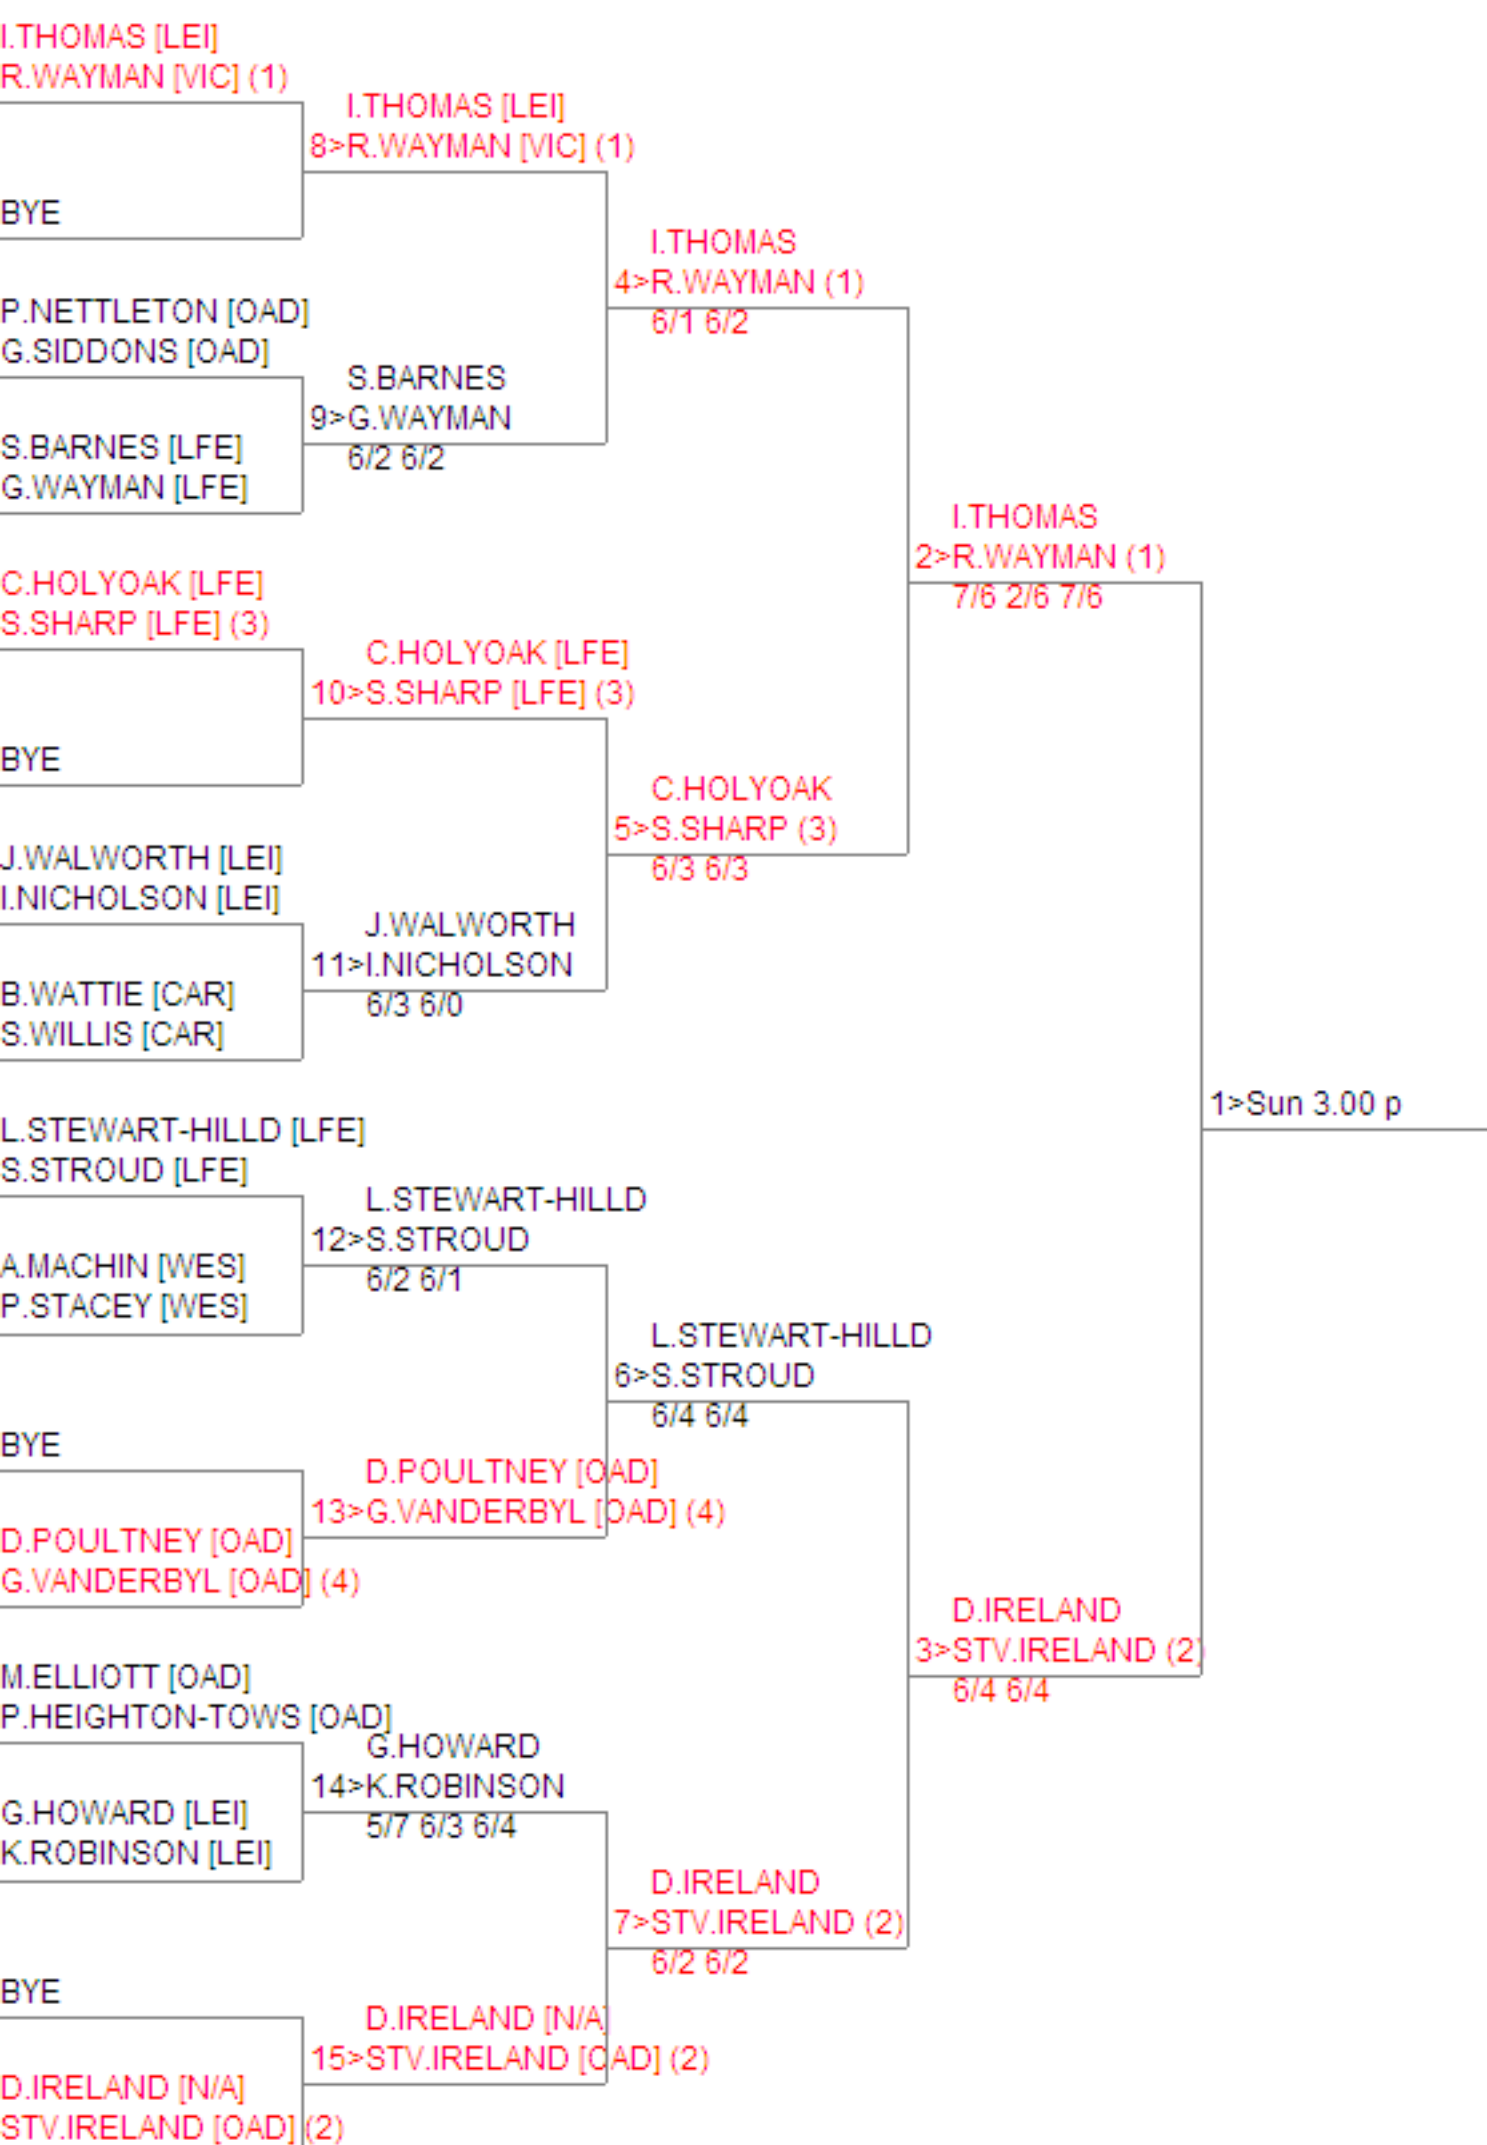 I.THOMAS [LEI]
R.WAYMAN [VIC] (1)
I.THOMAS [LEI]
8>R.WAYMAN [VIC] (1)
BYE
I.THOMAS
4>R.WAYMAN (1)
6/1 6/2
P.NETTLETON [OAD]
G.SIDDONS [OAD]
S.BARNES
9>G.WAYMAN
6/2 6/2
S.BARNES [LFE]
G.WAYMAN [LFE]
I.THOMAS
2>R.WAYMAN (1)
7/6 2/6 7/6
C.HOLYOAK [LFE]
S.SHARP [LFE] (3)
C.HOLYOAK [LFE]
10>S.SHARP [LFE] (3)
BYE
C.HOLYOAK
5>S.SHARP (3)
6/3 6/3
J.WALWORTH [LEI]
I.NICHOLSON [LEI]
J.WALWORTH
11>I.NICHOLSON
6/3 6/0
B.WATTIE [CAR]
S.WILLIS [CAR]
1>Sun 3.00 p
L.STEWART-HILLD [LFE]
S.STROUD [LFE]
L.STEWART-HILLD
12>S.STROUD
6/2 6/1
A.MACHIN [WES]
P.STACEY [WES]
L.STEWART-HILLD
6>S.STROUD
6/4 6/4
BYE
D.POULTNEY [OAD]
13>G.VANDERBYL [OAD] (4)
D.POULTNEY [OAD]
G.VANDERBYL [OAD] (4)
D.IRELAND
3>STV.IRELAND (2)
6/4 6/4
M.ELLIOTT [OAD]
P.HEIGHTON-TOWS [OAD]
G.HOWARD
14>K.ROBINSON
5/7 6/3 6/4
G.HOWARD [LEI]
K.ROBINSON [LEI]
D.IRELAND
7>STV.IRELAND (2)
6/2 6/2
BYE
D.IRELAND [N/A]
15>STV.IRELAND [OAD] (2)
D.IRELAND [N/A]
STV.IRELAND [OAD] (2)